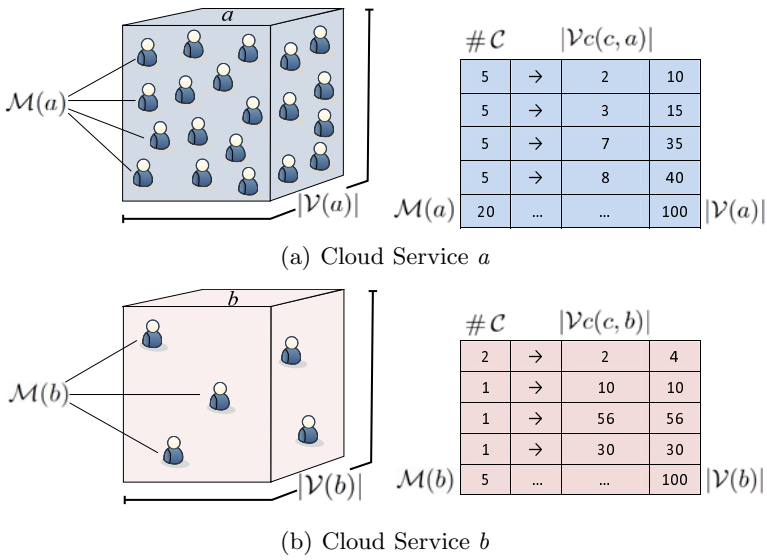 a
M(a)
|V(a)|
#C |Vc(c, a)|
5 → 2 10
5 → 3 15
5 → 7 35
5 → 8 40
M(a) 20 ... ... 100 |V(a)|
(a) Cloud Service a
b
M(b)
|V(b)|
#C |Vc(c, b)|
2 → 2 4
1 → 10 10
1 → 56 56
1 → 30 30
M(b) 5 ... ... 100 |V(b)|
(b) Cloud Service b